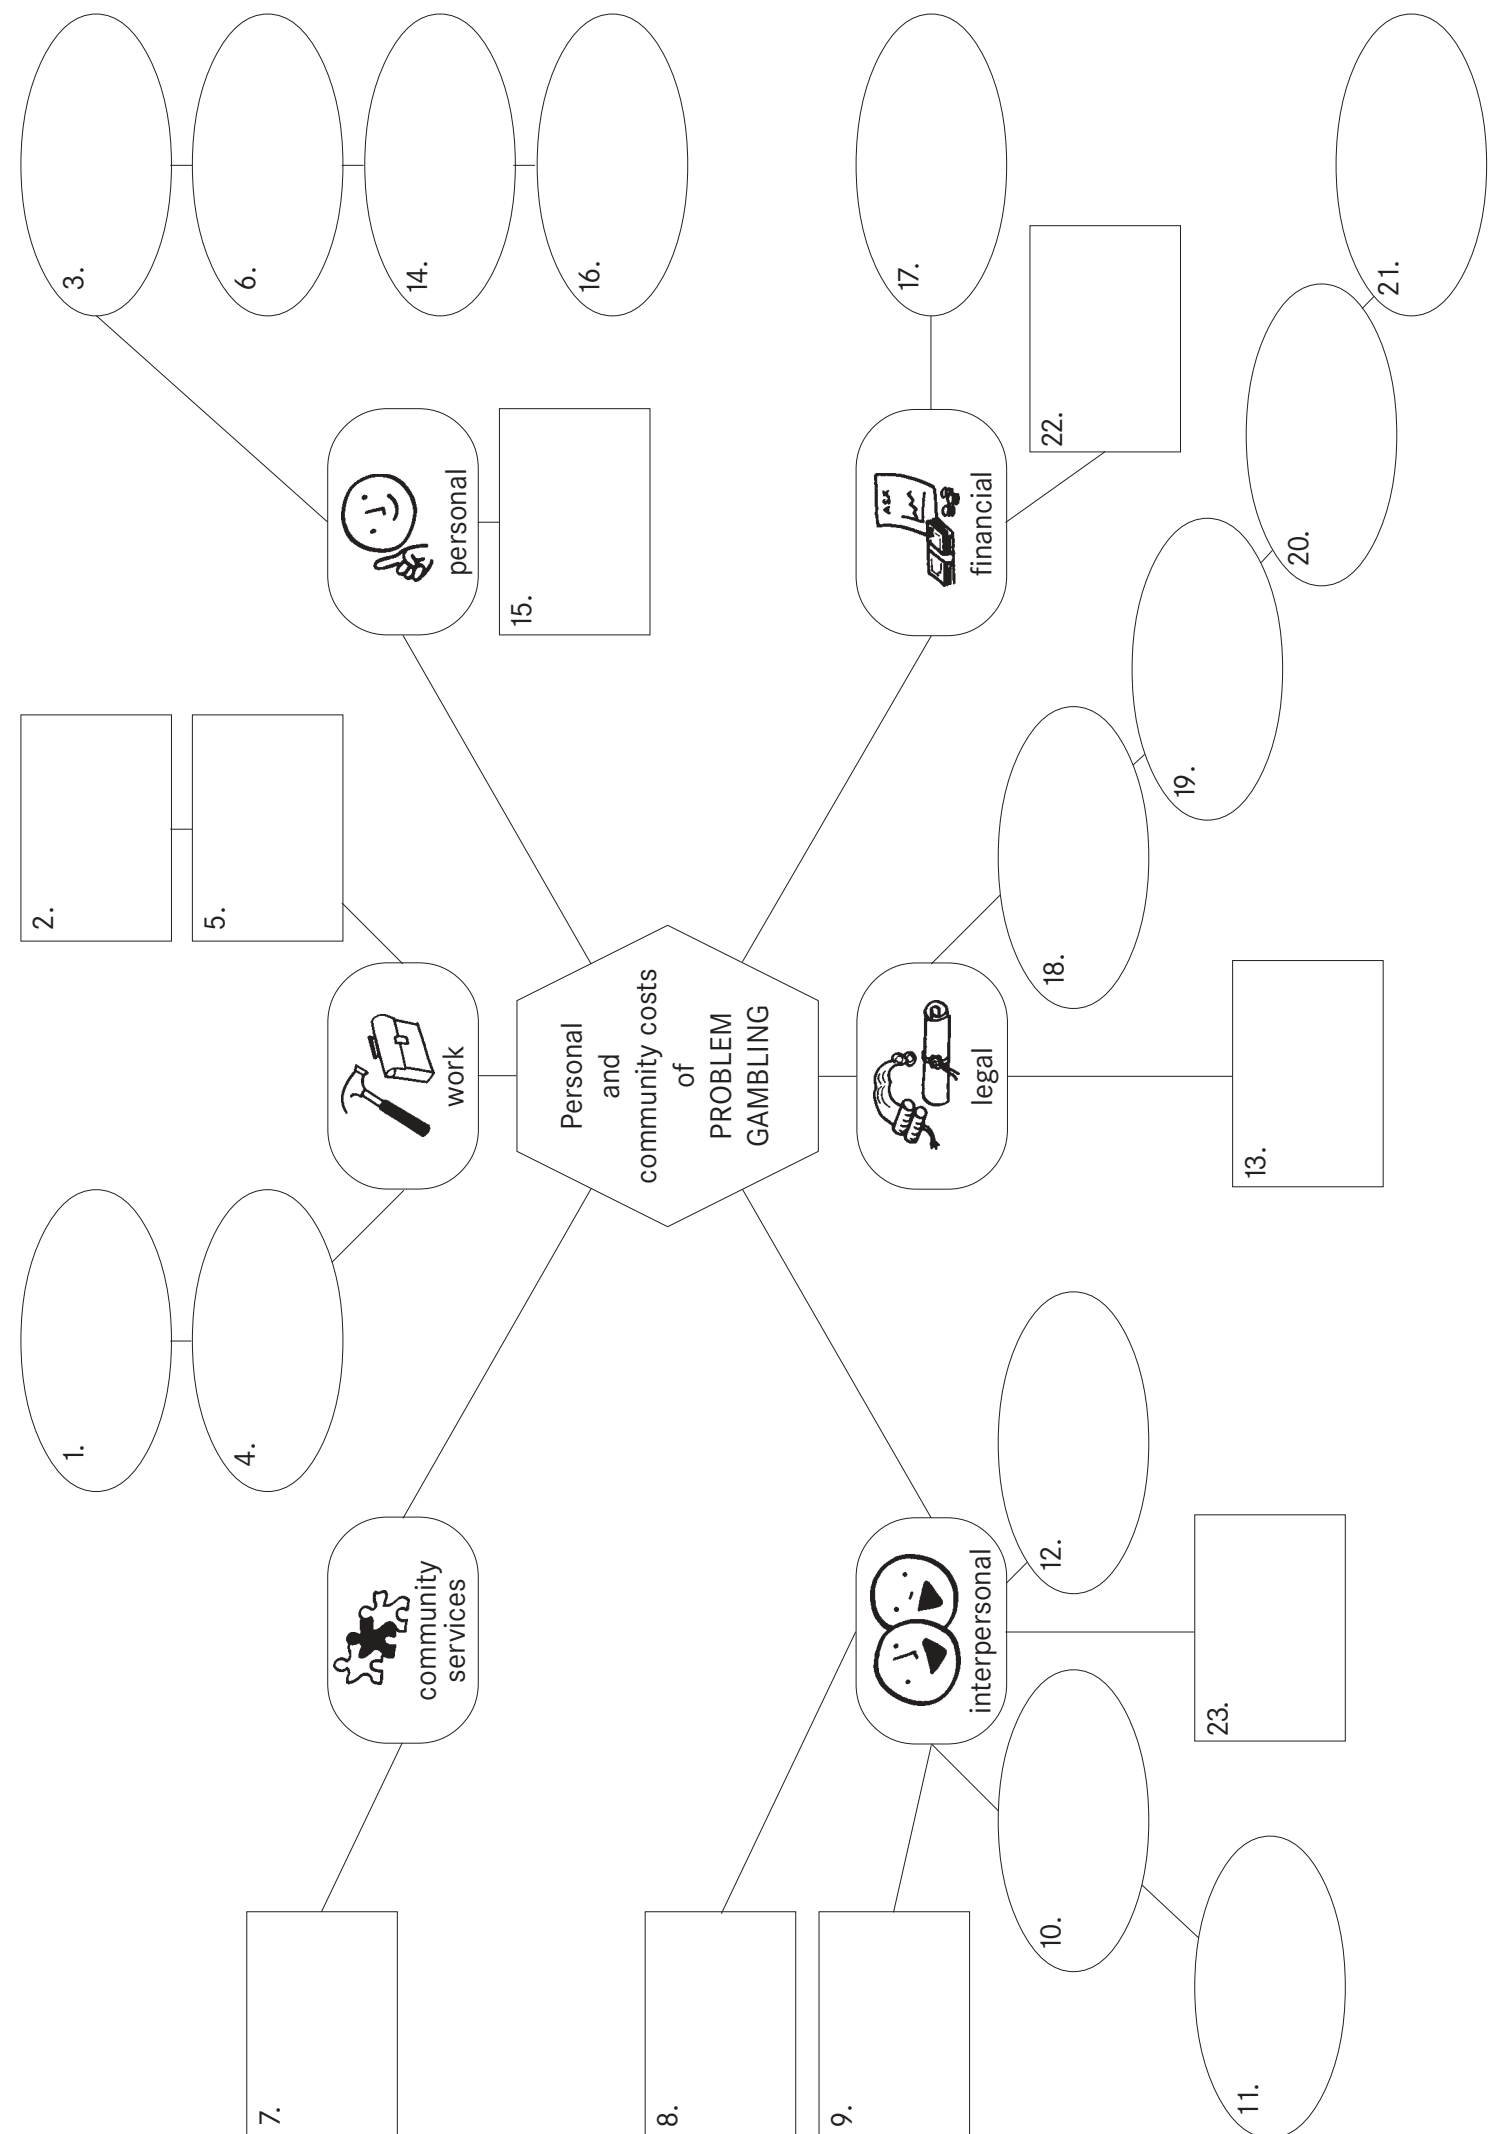 7.
1.
4.
2.
5.
3.
6.
14.
16.
community
services
work
personal
15.
8.
9.
Personal
and
community costs
of
PROBLEM
GAMBLING
17.
interpersonal
legal
financial
22.
10.
12.
18.
11.
23.
13.
19.
20.
21.